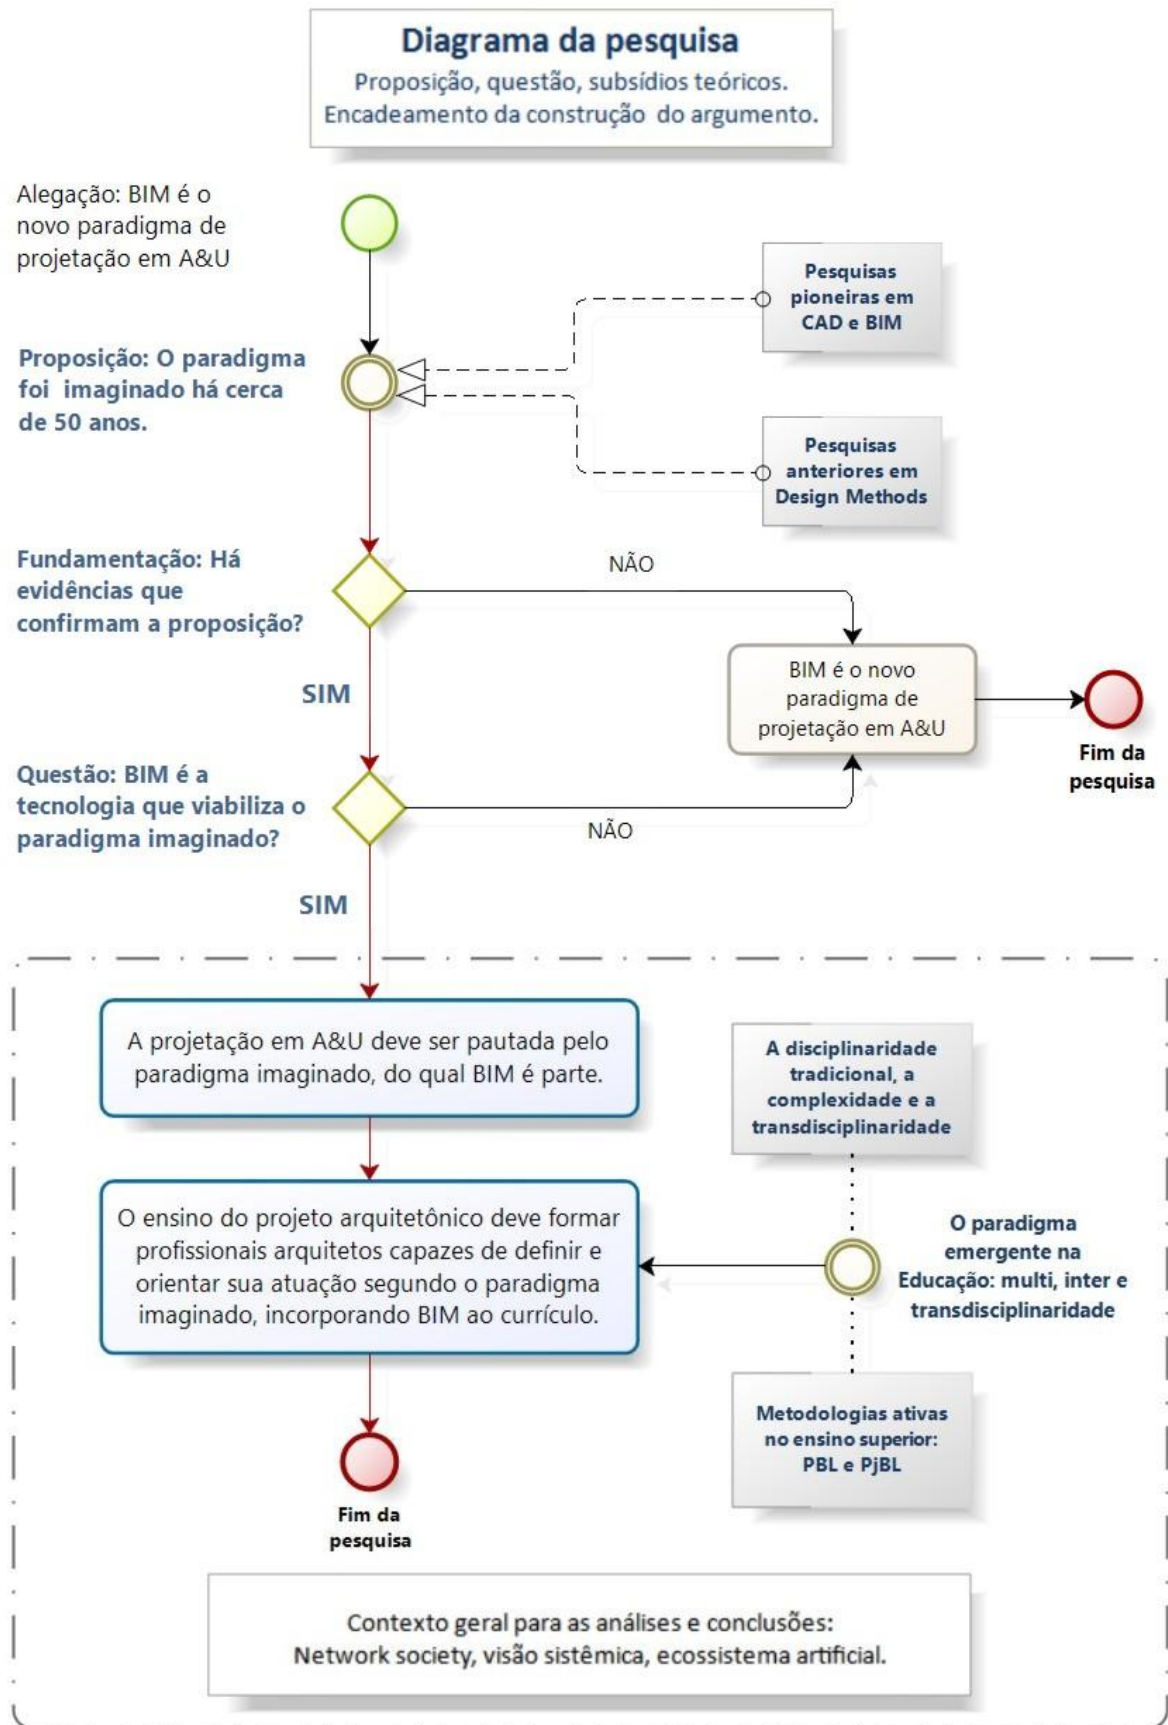 Diagrama da pesquisa
Proposição, questão, subsídios teóricos.
Encadeamento da construção do argumento.
Alegação: BIM é o
novo paradigma de
projetação em A&U
Pesquisas
pioneiras em
CAD e BIM
Proposição: O paradigma
foi imaginado há cerca
de 50 anos.
Pesquisas
anteriores em
Design Methods
Fundamentação: Há
evidências que
confirmam a proposição?
NÃO
SIM
BIM é o novo
paradigma de
projetação em A&U
Fim da
pesquisa
Questão: BIM é a
tecnologia que viabiliza o
paradigma imaginado?
NÃO
SIM
A projetação em A&U deve ser pautada pelo
paradigma imaginado, do qual BIM é parte.
A disciplinaridade
tradicional, a
complexidade e a
transdisciplinaridade
O ensino do projeto arquitetônico deve formar
profissionais arquitetos capazes de definir e
orientar sua atuação segundo o paradigma
imaginado, incorporando BIM ao currículo.
O paradigma
emergente na
Educação: multi, inter e
transdisciplinaridade
Metodologias ativas
no ensino superior:
PBL e PjBL
Fim da
pesquisa
Contexto geral para as análises e conclusões:
Network society, visão sistêmica, ecossistema artificial.